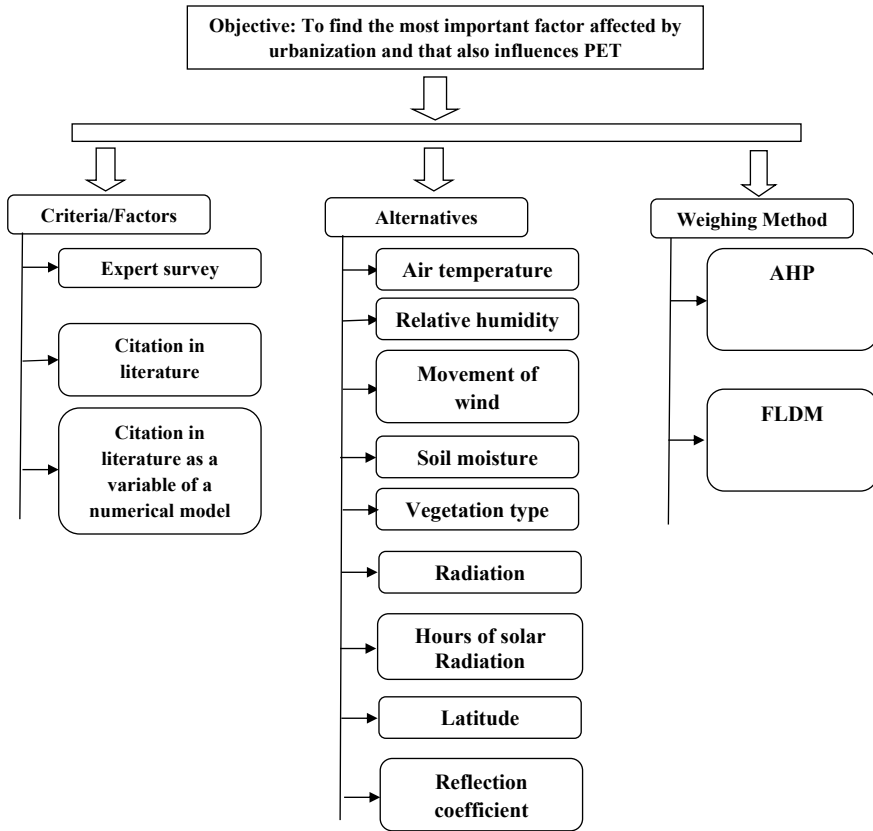 Objective: To find the most important factor affected by
urbanization and that also influences PET
Criteria/Factors
Expert survey
Citation in
literature
Citation in
literature as a
variable of a
numerical model
Alternatives
Air temperature
Relative humidity
Movement of
wind
Soil moisture
Vegetation type
Radiation
Hours of solar
Radiation
Latitude
Reflection
coefficient
Weighing Method
AHP
FLDM